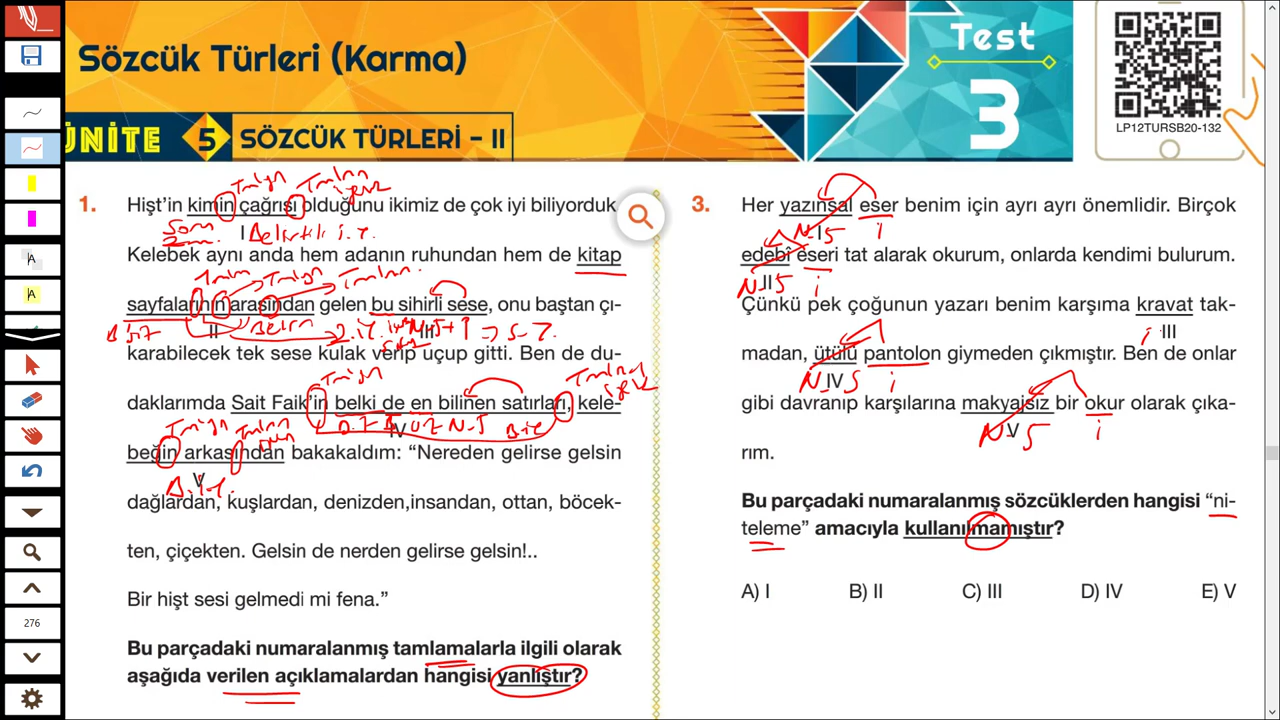 Sözcük Türleri (Karma)
Test
3
ÜNİTE 5 SÖZCÜK TÜRLERİ - II
LP12TURSB20-132
1. Hişt'in kimin çağrısı olduğunu ikimiz de çok iyi biliyorduk.
I
Kelebek aynı anda hem adanın ruhundan hem de kitap
sayfalarının arasından gelen bu sihirli sese, onu baştan çı-
II III
karabilecek tek sese kulak verip uçup gitti. Ben de du-
daklarımda Sait Faik'in belki de en bilinen satırları, kele-
IV
beğin arkasından bakakaldım: “Nereden gelirse gelsin
V
dağlardan, kuşlardan, denizden,insandan, ottan, böcek-
ten, çiçekten. Gelsin de nerden gelirse gelsin!..
Bir hişt sesi gelmedi mi fena.”
Bu parçadaki numaralanmış tamlamalarla ilgili olarak
aşağıda verilen açıklamalardan hangisi yanlıştır?
3. Her yazınsal eser benim için ayrı ayrı önemlidir. Birçok
I
edebî eseri tat alarak okurum, onlarda kendimi bulurum.
II
Çünkü pek çoğunun yazarı benim karşıma kravat tak-
III
madan, ütülü pantolon giymeden çıkmıştır. Ben de onlar
IV
gibi davranıp karşılarına makyajsız bir okur olarak çıka-
V
rım.
Bu parçadaki numaralanmış sözcüklerden hangisi “ni-
teleme” amacıyla kullanılmamıştır?
A) I B) II C) III D) IV E) V
276